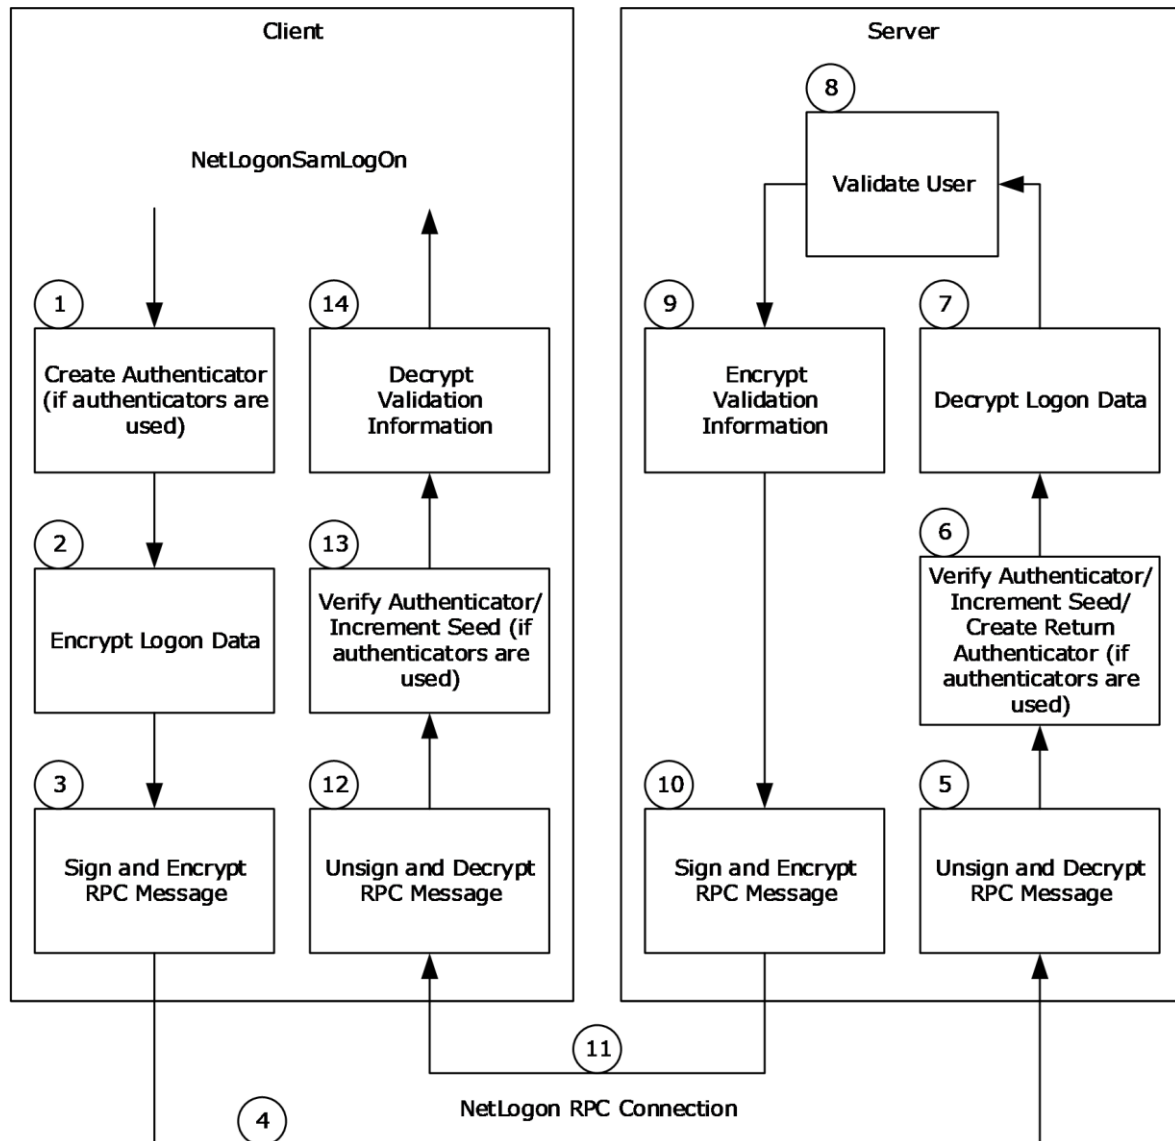 Client
NetLogonSamLogOn
1
Create Authenticator
(if authenticators are
used)
2
Encrypt Logon Data
3
Sign and Encrypt
RPC Message
4
14
Decrypt
Validation
Information
13
Verify Authenticator/
Increment Seed (if
authenticators are
used)
12
Unsign and Decrypt
RPC Message
11
NetLogon RPC Connection
Server
8
Validate User
9
Encrypt
Validation
Information
10
Sign and Encrypt
RPC Message
7
Decrypt Logon Data
6
Verify Authenticator/
Increment Seed/
Create Return
Authenticator (if
authenticators are
used)
5
Unsign and Decrypt
RPC Message